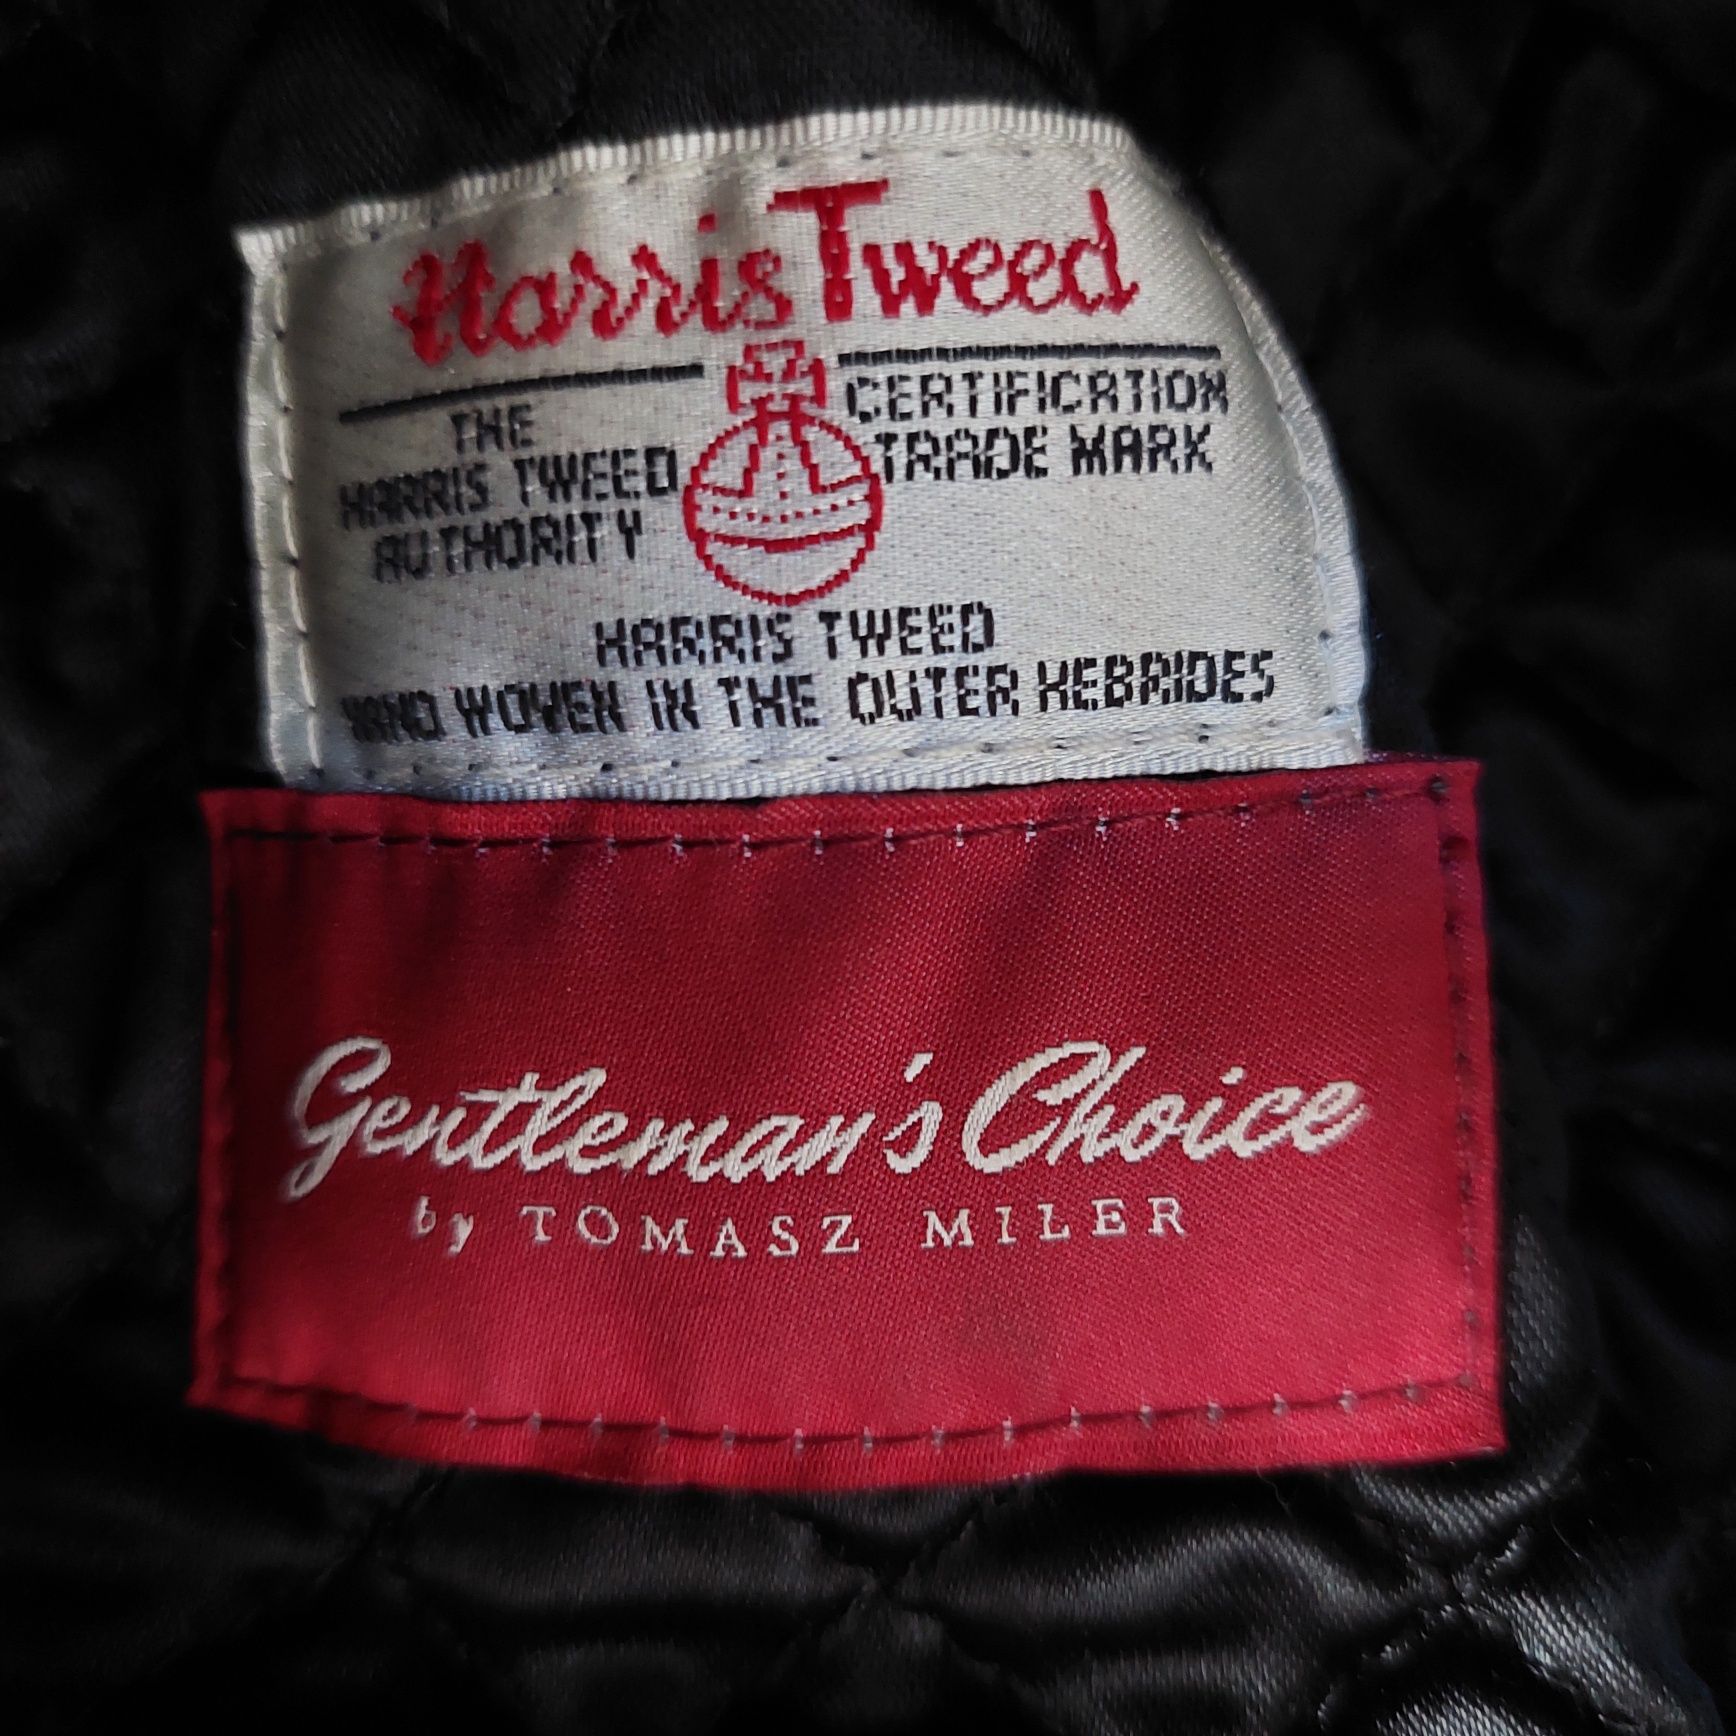 Harris Tweed
THE
HARRIS TWEED
AUTHORITY
CERTIFICATION
TRADE MARK
HARRIS TWEED
HAND WOVEN IN THE OUTER HEBRIDES
Gentleman's Choice
by TOMASZ MILER